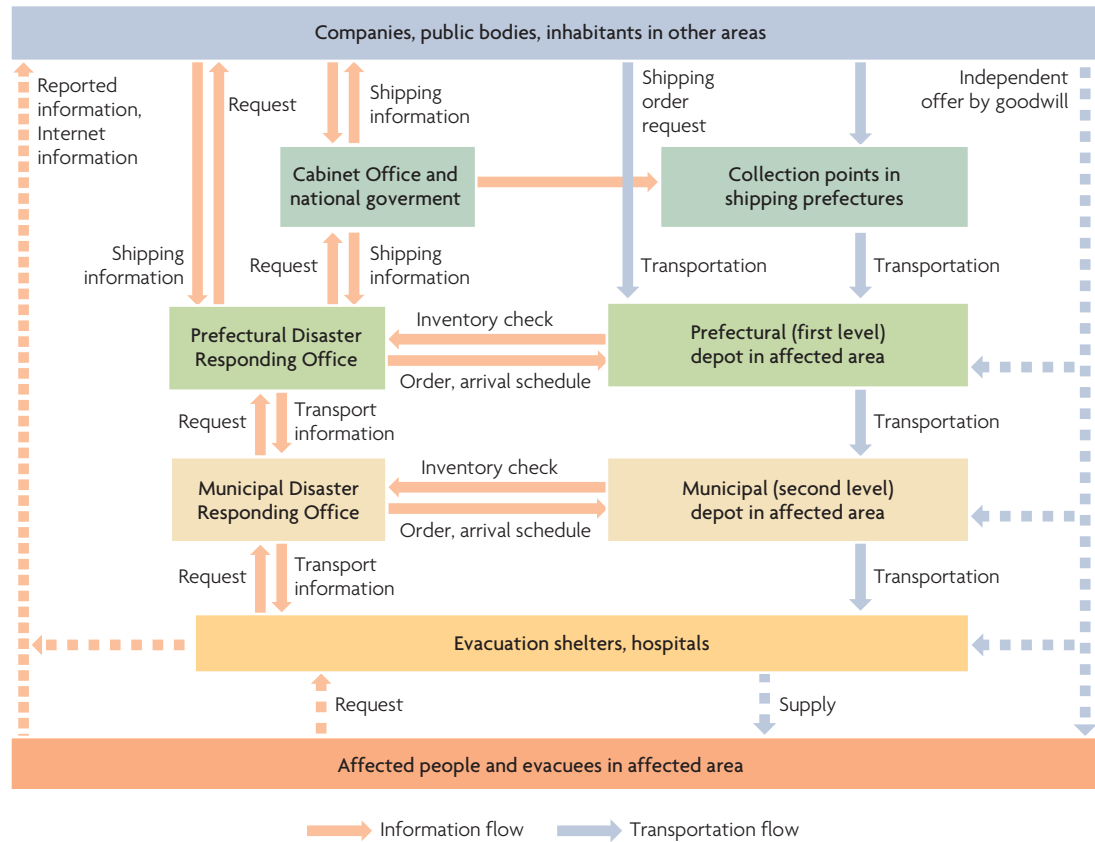 Companies, public bodies, inhabitants in other areas
Reported
information,
Internet
information
Request
Shipping
information
Shipping
order
request
Independent
offer by goodwill
Cabinet Office and
national goverment
Collection points in
shipping prefectures
Shipping
information
Request
Shipping
information
Transportation
Transportation
Prefectural Disaster
Responding Office
Inventory check
Order, arrival schedule
Prefectural (first level)
depot in affected area
Request
Transport
information
Transportation
Municipal Disaster
Responding Office
Inventory check
Order, arrival schedule
Municipal (second level)
depot in affected area
Request
Transport
information
Transportation
Evacuation shelters, hospitals
Request
Supply
Affected people and evacuees in affected area
Information flow
Transportation flow